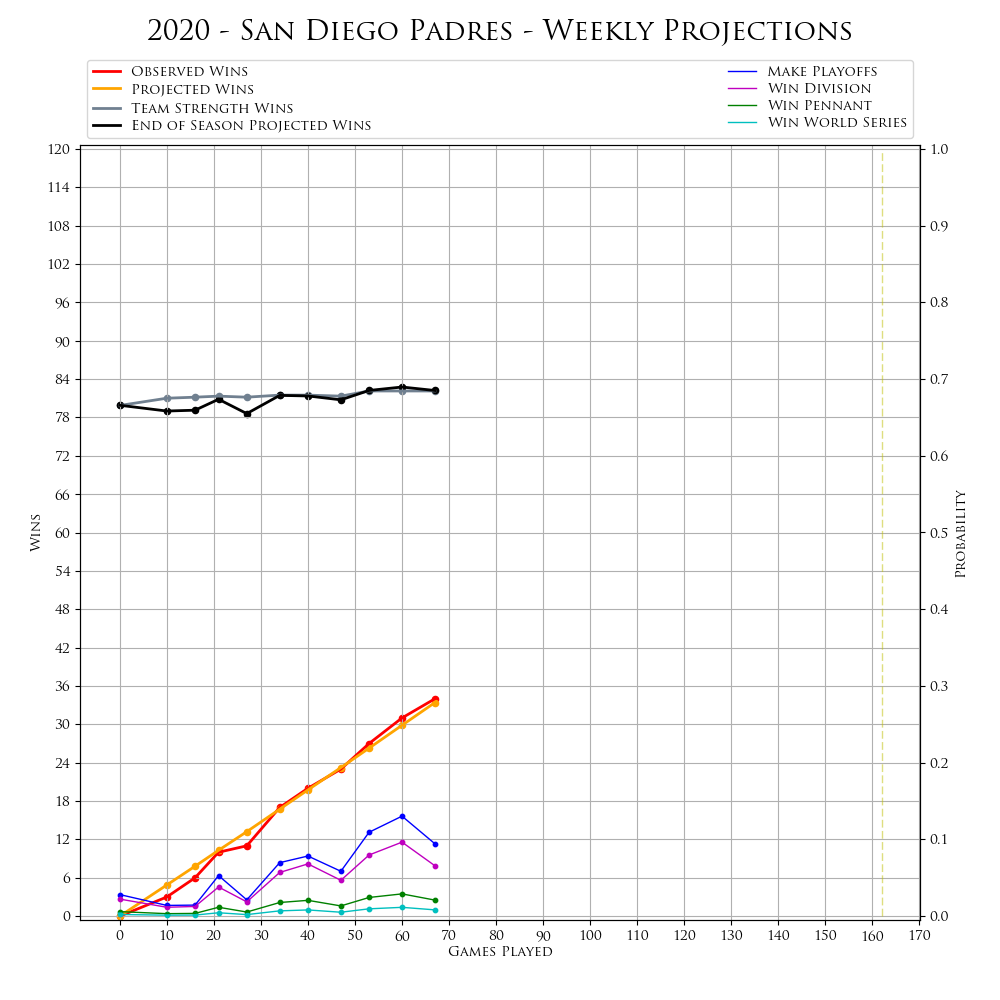 2020 - San Diego Padres - Weekly Projections
Observed Wins
Projected Wins
Team Strength Wins
End of Season Projected Wins
Make Playoffs
Win Division
Win Pennant
Win World Series
120
114
108
102
96
90
84
78
72
66
60
54
48
42
36
30
24
18
12
6
0
Wins
1.0
0.9
0.8
0.7
0.6
0.5
0.4
0.3
0.2
0.1
0.0
Probability
0 10 20 30 40 50 60 70 80 90 100 110 120 130 140 150 160 170
Games Played